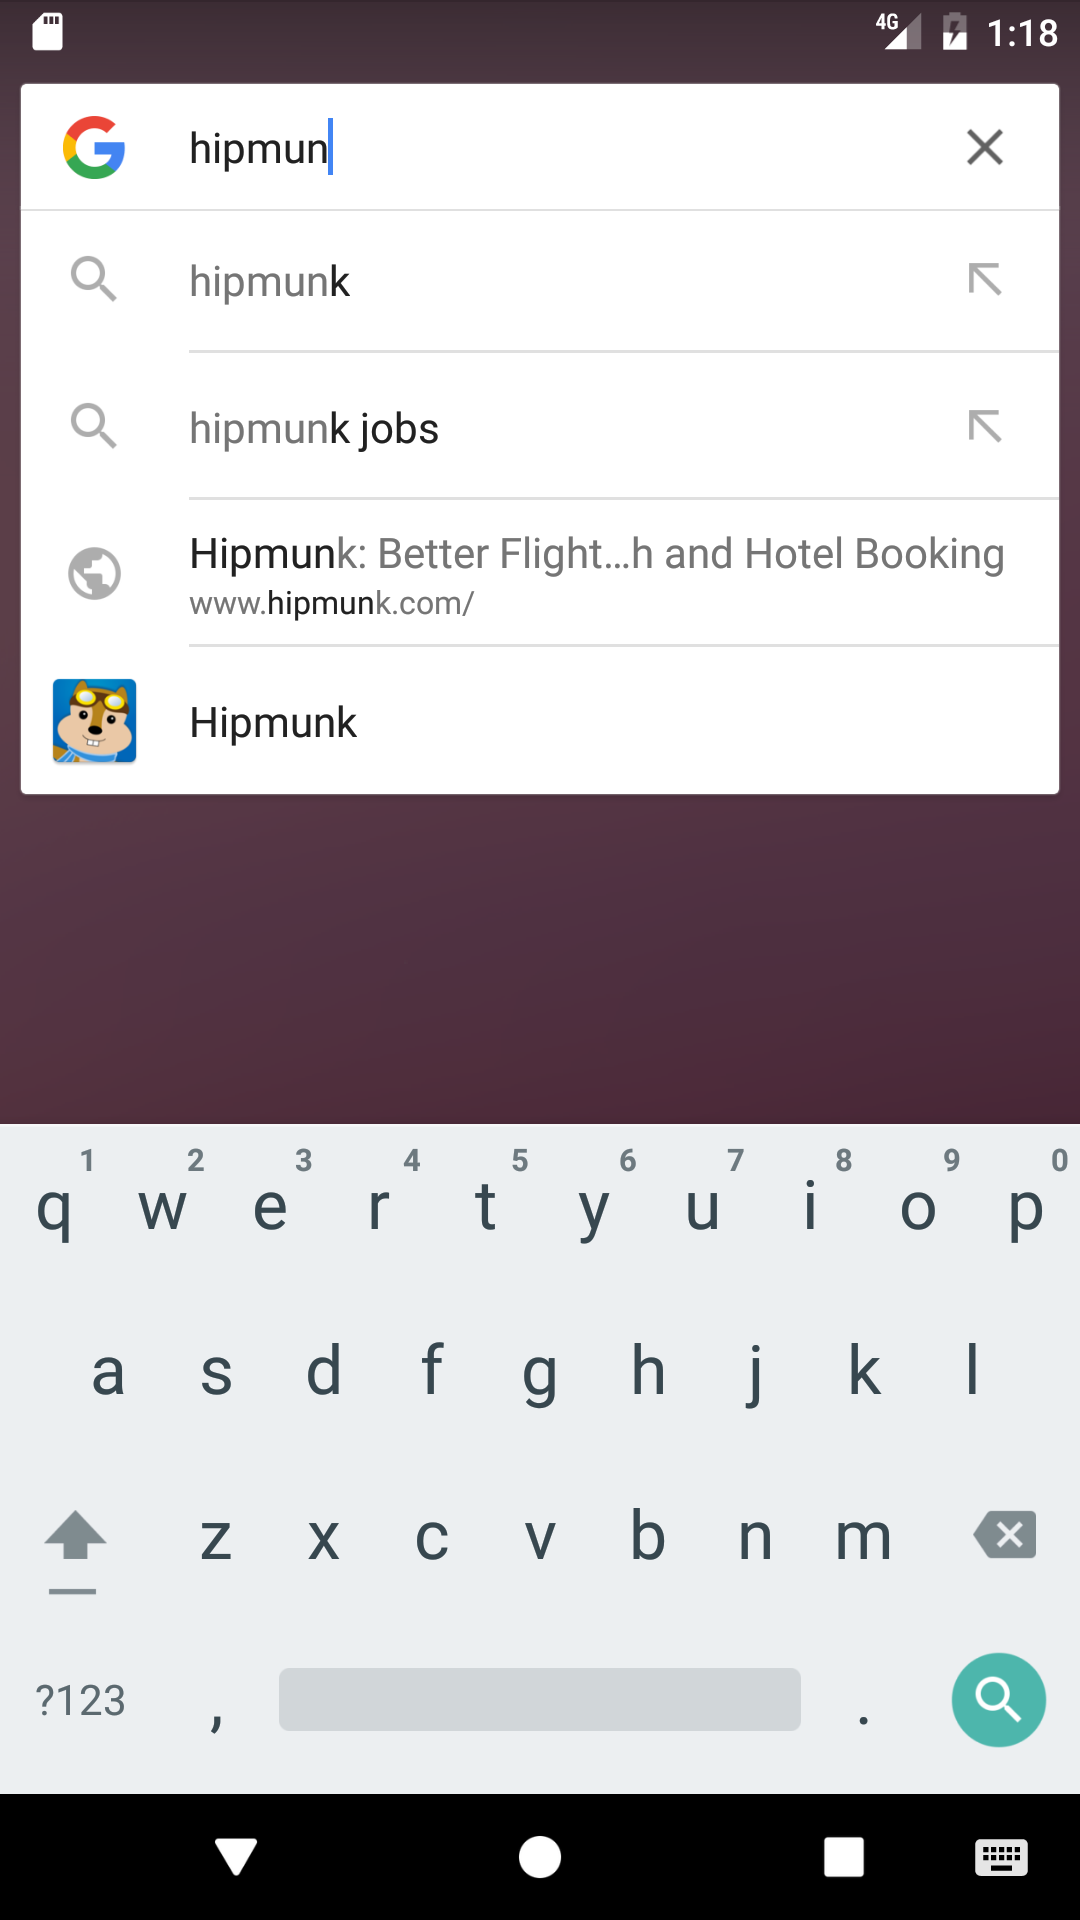 4G 1:18
hipmun
hipmunk
hipmunk jobs
Hipmunk: Better Flight...h and Hotel Booking
www.hipmunk.com/
Hipmunk
1 2 3 4 5 6 7 8 9 0
q w e r t y u i o p
a s d f g h j k l
z x c v b n m
?123 , .